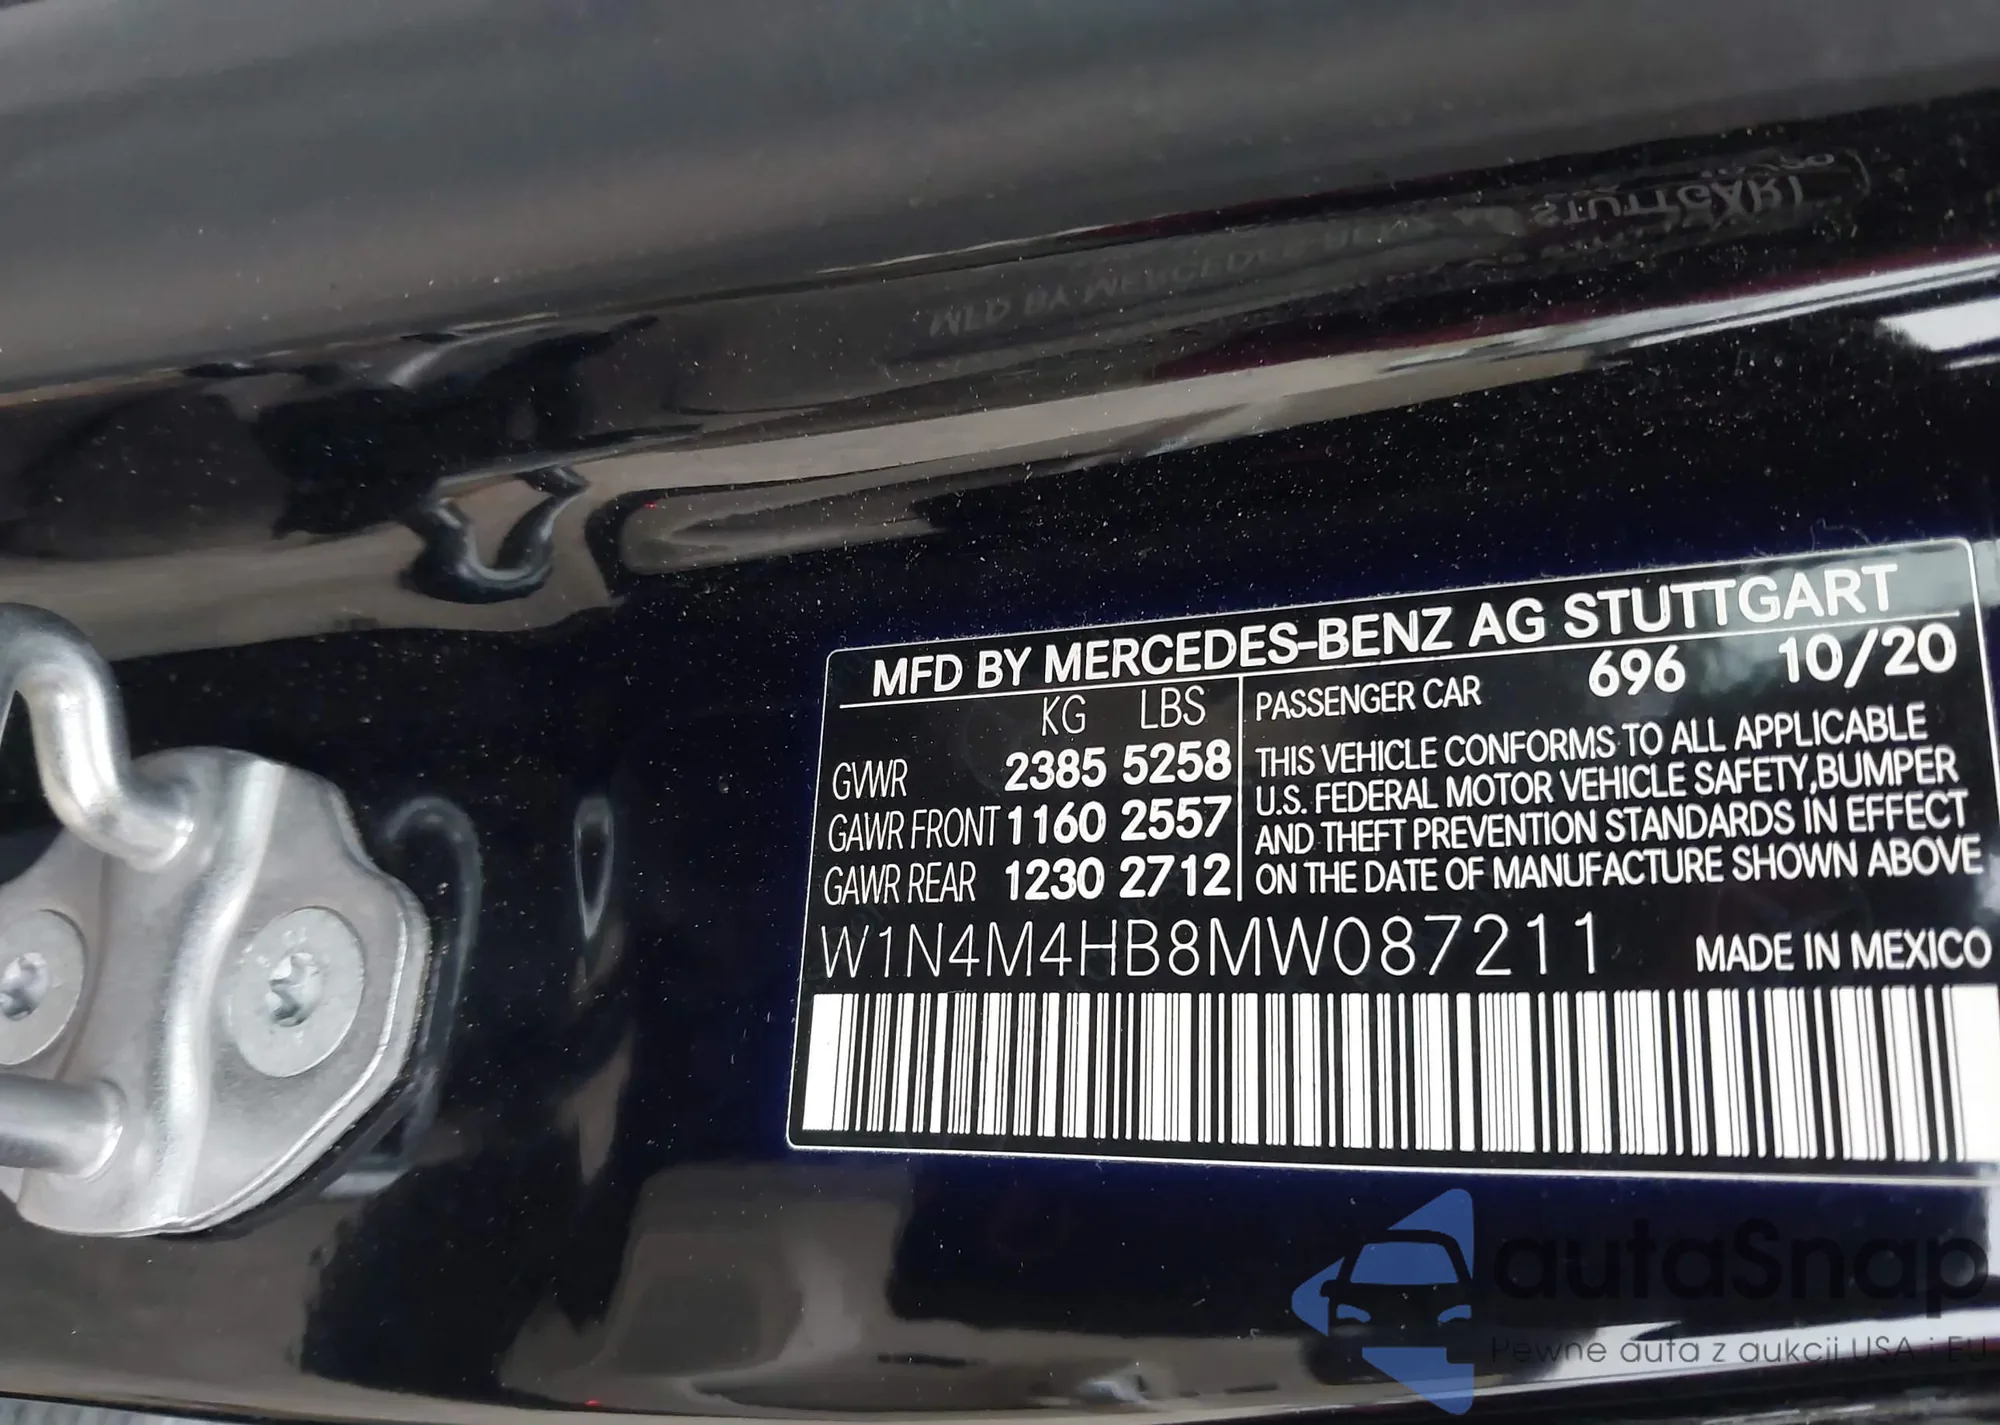 MFD BY MERCEDES-BENZ AG STUTTGART
KG LBS
GVWR 2385 5258
GAWR FRONT 1160 2557
GAWR REAR 1230 2712
PASSENGER CAR 696 10/20
THIS VEHICLE CONFORMS TO ALL APPLICABLE
U.S. FEDERAL MOTOR VEHICLE SAFETY,BUMPER
AND THEFT PREVENTION STANDARDS IN EFFECT
ON THE DATE OF MANUFACTURE SHOWN ABOVE
W1N4M4HB8MW087211 MADE IN MEXICO
autaSnap
Pewne auta z aukcji USA i EU